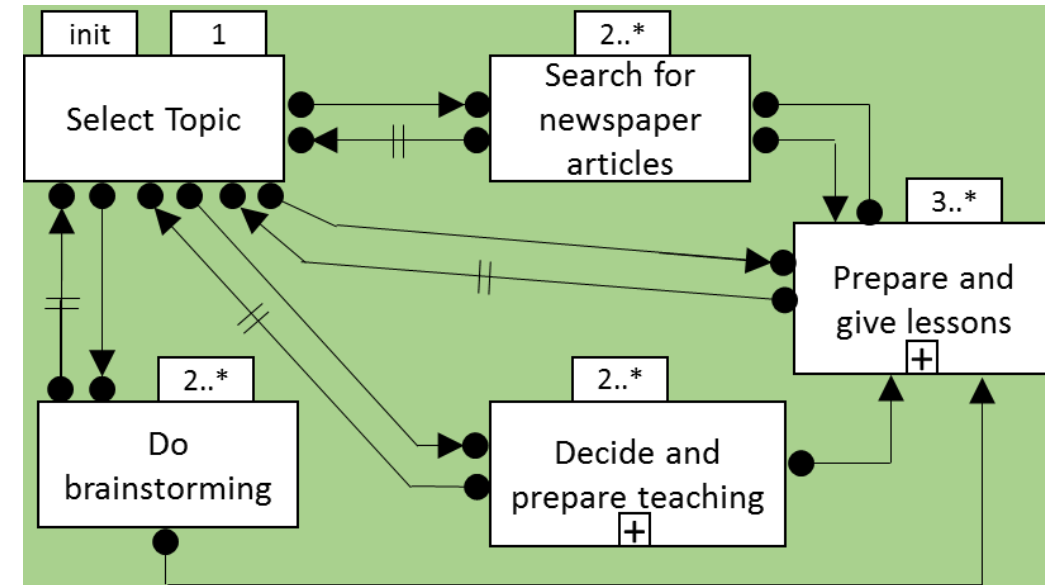 init
1
Select Topic
2..*
Search for
newspaper
articles
3..*
Prepare and
give lessons
+
2..*
Do
brainstorming
2..*
Decide and
prepare teaching
+